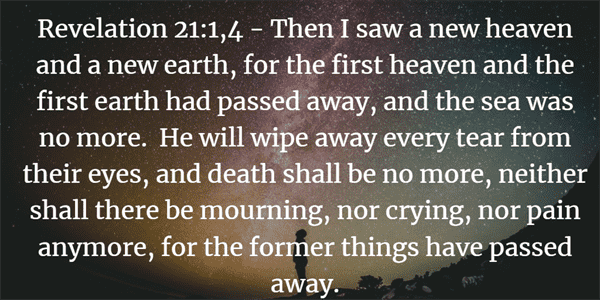 Revelation 21:1,4 - Then I saw a new heaven
and a new earth, for the first heaven and the
first earth had passed away, and the sea was
no more.  He will wipe away every tear from
their eyes, and death shall be no more, neither
shall there be mourning, nor crying, nor pain
anymore, for the former things have passed
away.